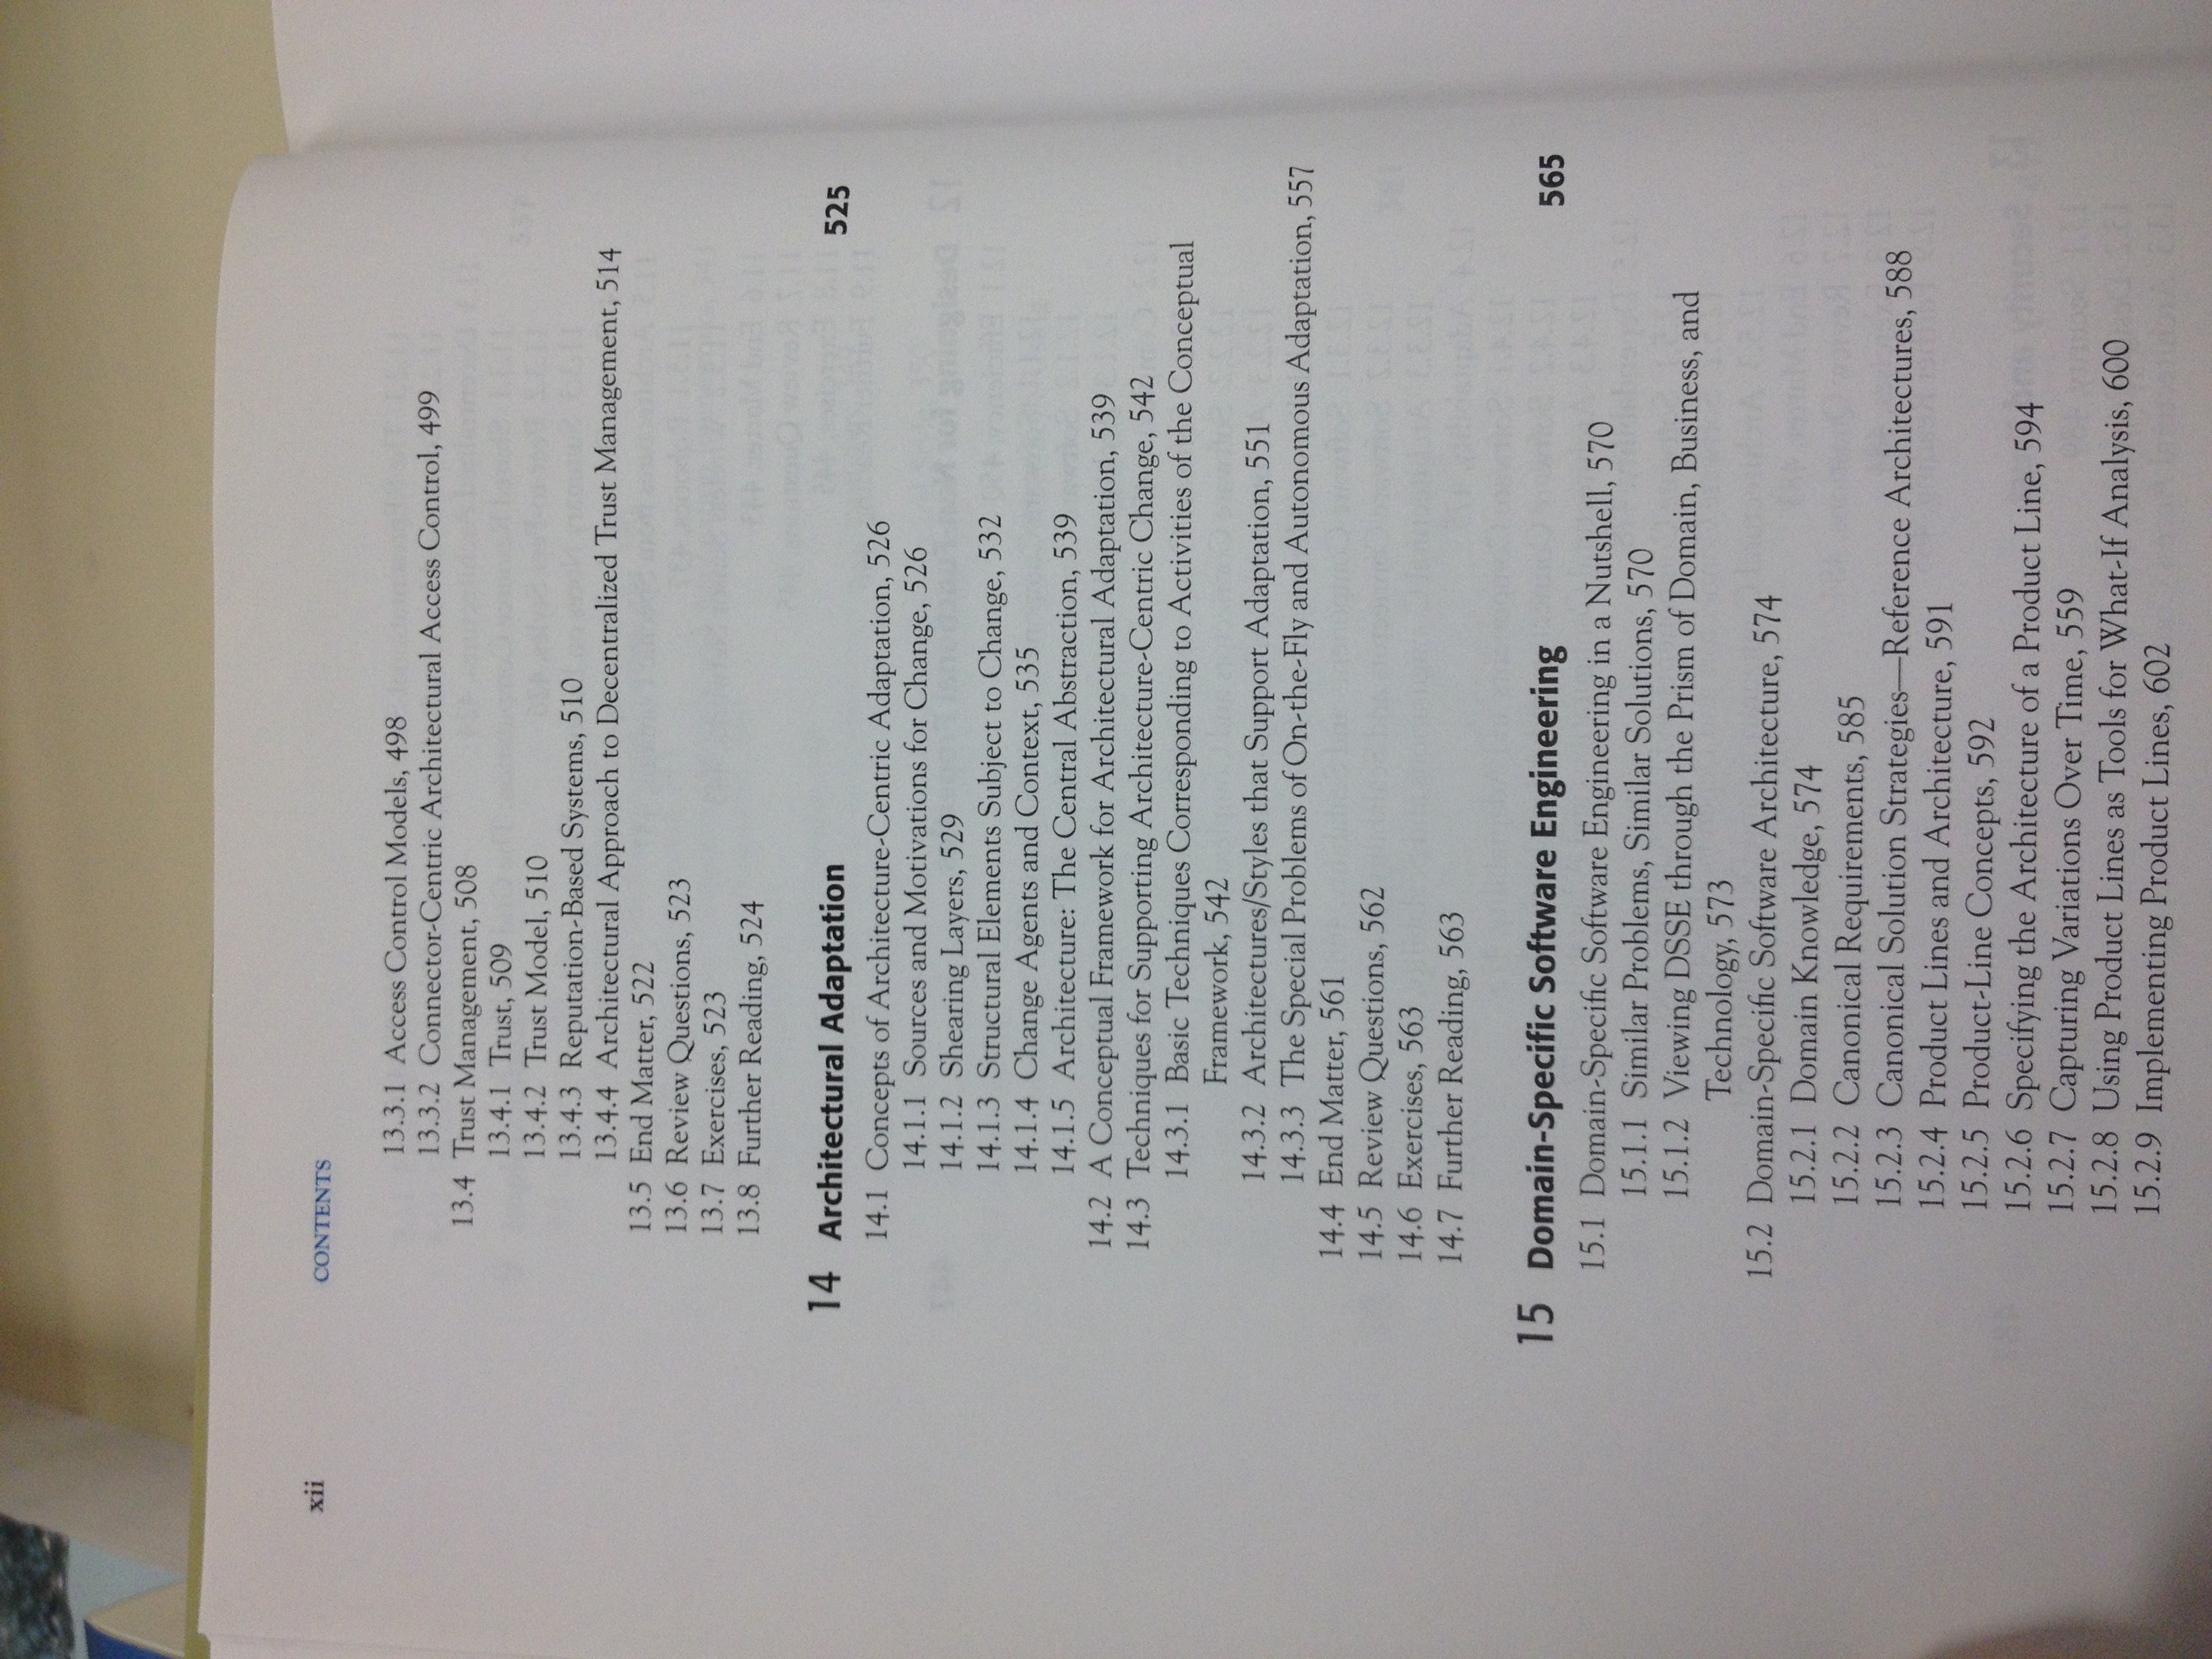 xii CONTENTS
13.3.1 Access Control Models, 498
13.3.2 Connector-Centric Architectural Access Control, 499
13.4 Trust Management, 508
13.4.1 Trust, 509
13.4.2 Trust Model, 510
13.4.3 Reputation-Based Systems, 510
13.4.4 Architectural Approach to Decentralized Trust Management, 514
13.5 End Matter, 522
13.6 Review Questions, 523
13.7 Exercises, 523
13.8 Further Reading, 524
14 Architectural Adaptation 525
14.1 Concepts of Architecture-Centric Adaptation, 526
14.1.1 Sources and Motivations for Change, 526
14.1.2 Shearing Layers, 529
14.1.3 Structural Elements Subject to Change, 532
14.1.4 Change Agents and Context, 535
14.1.5 Architecture: The Central Abstraction, 539
14.2 A Conceptual Framework for Architectural Adaptation, 539
14.3 Techniques for Supporting Architecture-Centric Change, 542
14.3.1 Basic Techniques Corresponding to Activities of the Conceptual
Framework, 542
14.3.2 Architectures/Styles that Support Adaptation, 551
14.3.3 The Special Problems of On-the-Fly and Autonomous Adaptation, 557
14.4 End Matter, 561
14.5 Review Questions, 562
14.6 Exercises, 563
14.7 Further Reading, 563
15 Domain-Specific Software Engineering 565
15.1 Domain-Specific Software Engineering in a Nutshell, 570
15.1.1 Similar Problems, Similar Solutions, 570
15.1.2 Viewing DSSE through the Prism of Domain, Business, and
Technology, 573
15.2 Domain-Specific Software Architecture, 574
15.2.1 Domain Knowledge, 574
15.2.2 Canonical Requirements, 585
15.2.3 Canonical Solution Strategies—Reference Architectures, 588
15.2.4 Product Lines and Architecture, 591
15.2.5 Product-Line Concepts, 592
15.2.6 Specifying the Architecture of a Product Line, 594
15.2.7 Capturing Variations Over Time, 559
15.2.8 Using Product Lines as Tools for What-If Analysis, 600
15.2.9 Implementing Product Lines, 602